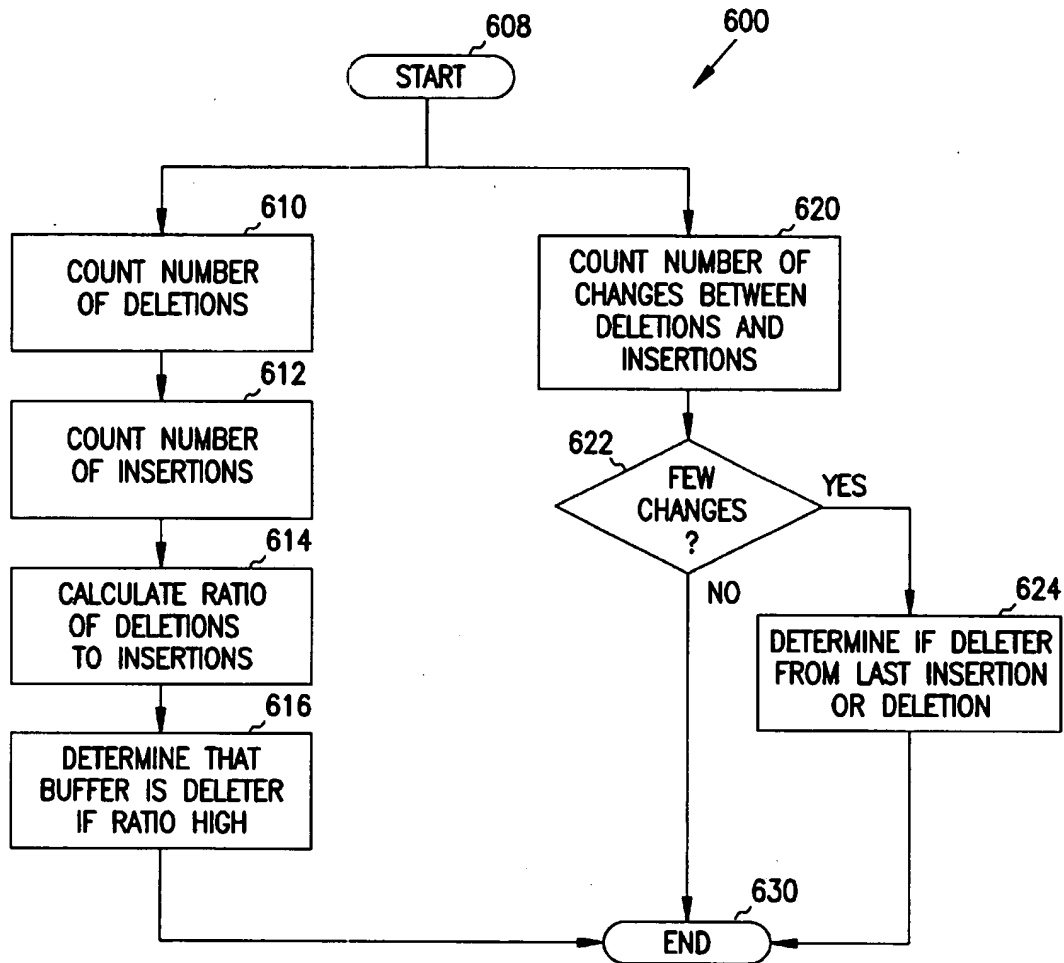 608
START
600
610
COUNT NUMBER
OF DELETIONS
612
COUNT NUMBER
OF INSERTIONS
614
CALCULATE RATIO
OF DELETIONS
TO INSERTIONS
616
DETERMINE THAT
BUFFER IS DELETER
IF RATIO HIGH
620
COUNT NUMBER OF
CHANGES BETWEEN
DELETIONS AND
INSERTIONS
622
FEW
CHANGES
?
YES
NO
624
DETERMINE IF DELETER
FROM LAST INSERTION
OR DELETION
630
END